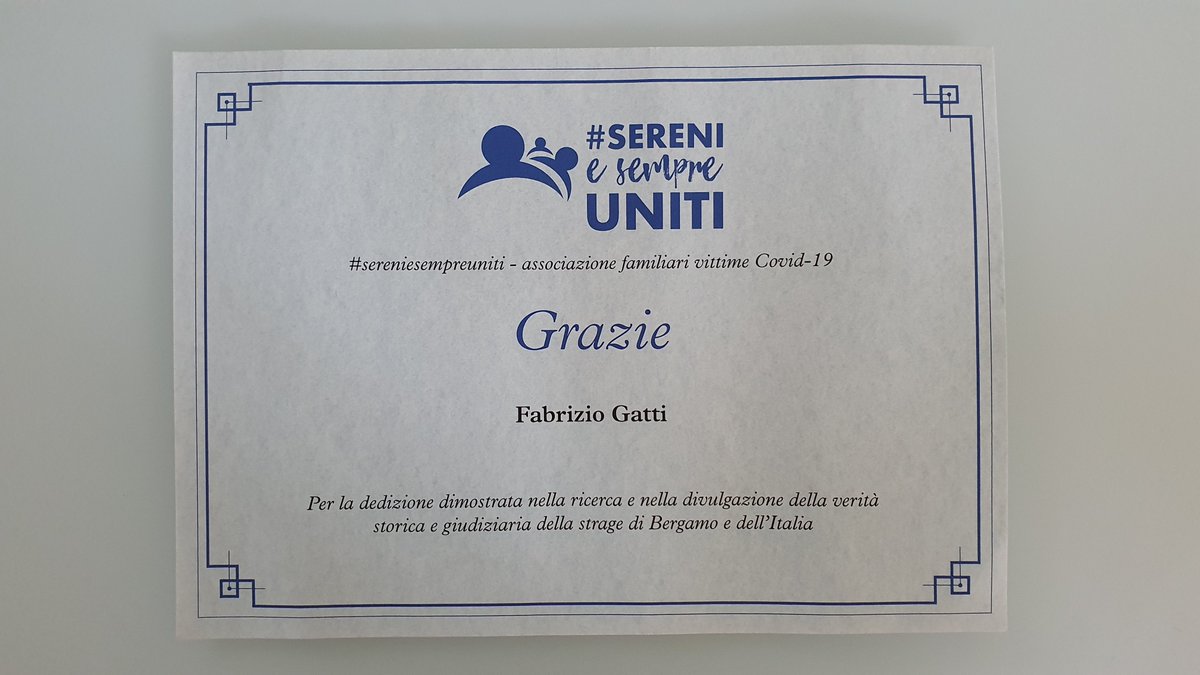 #SERENI
e sempre
UNITI
#sereniesempreuniti - associazione familiari vittime Covid-19
Grazie
Fabrizio Gatti
Per la dedizione dimostrata nella ricerca e nella divulgazione della verità
storica e giudiziaria della strage di Bergamo e dell'Italia